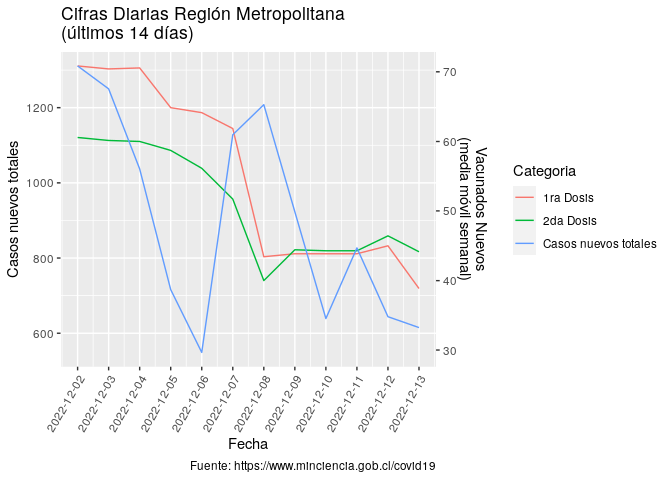 Cifras Diarias Región Metropolitana
(últimos 14 días)
Casos nuevos totales
1200
1000
800
600
70
60
50
40
30
Vacunados Nuevos
(media móvil semanal)
2022-12-02
2022-12-03
2022-12-04
2022-12-05
2022-12-06
2022-12-07
2022-12-08
2022-12-09
2022-12-10
2022-12-11
2022-12-12
2022-12-13
Fecha
Categoria
1ra Dosis
2da Dosis
Casos nuevos totales
Fuente: https://www.minciencia.gob.cl/covid19